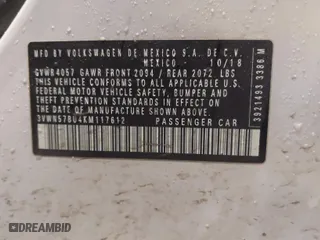 MFD BY VOLKSWAGEN DE MEXICO S.A. DE C.V.
MEXICO 10/18
GVWR 4057 GAWR FRONT 2094 / REAR 2072 LBS
THIS VEHICLE CONFORMS TO ALL APPLICABLE U.S.
FEDERAL MOTOR VEHICLE SAFETY, BUMPER, AND
THEFT PREVENTION STANDARDS IN EFFECT ON THE DATE
OF MANUFACTURE SHOWN ABOVE.
3VWN57BU4KM117612 PASSENGER CAR
3921493 3386 M
DREAMBID